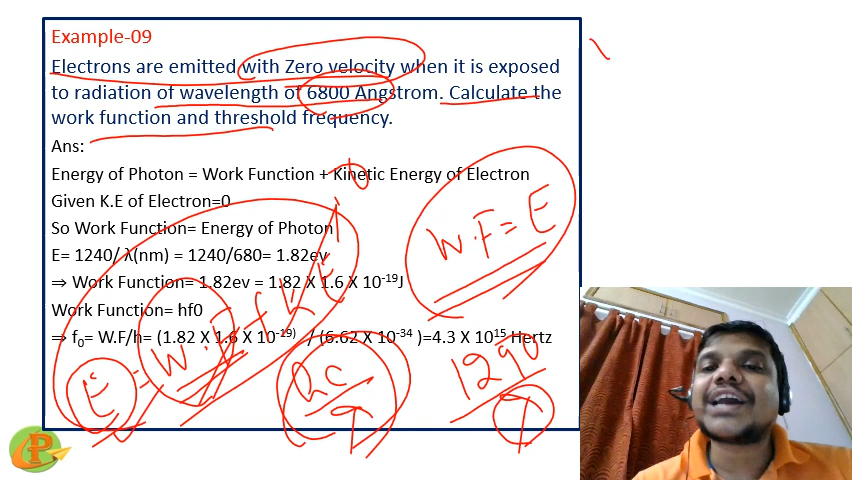 Example-09
Electrons are emitted with Zero velocity when it is exposed
to radiation of wavelength of 6800 Angstrom. Calculate the
work function and threshold frequency.
Ans:
Energy of Photon = Work Function + Kinetic Energy of Electron
Given K.E of Electron=0
So Work Function= Energy of Photon
E= 1240/ λ(nm) = 1240/680= 1.82ev
⇒ Work Function= 1.82ev = 1.82 X 1.6 X 10⁻¹⁹J
Work Function= hf0
⇒ f₀= W.F/h= (1.82 X 1.6 X 10⁻¹⁹⁾ / (6.62 X 10⁻³⁴ )=4.3 X 10¹⁵ Hertz
0
W.F = E
E = W.F + K.E
hc
λ
1240
λ
P